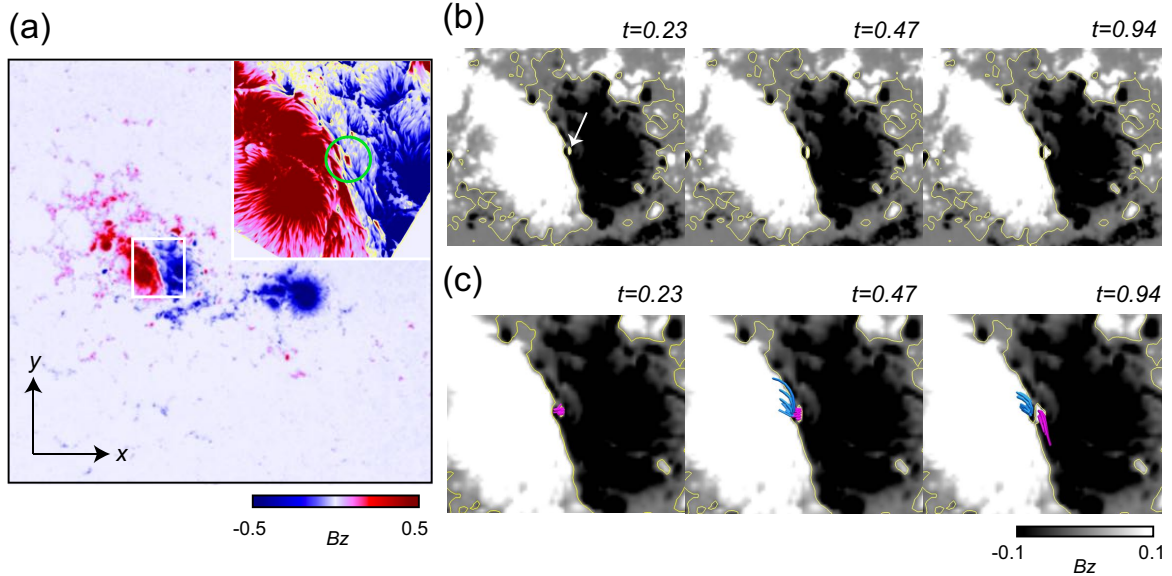 (a)
y
x
-0.5
0.5
Bz
(b)
t=0.23
t=0.47
t=0.94
(c)
t=0.23
t=0.47
t=0.94
-0.1
0.1
Bz